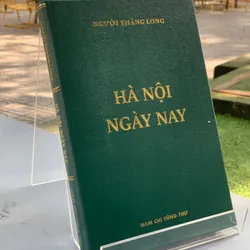 NGƯỜI THĂNG LONG
HÀ NỘI
NGÀY NAY
NAM CHI TÙNG THƯ